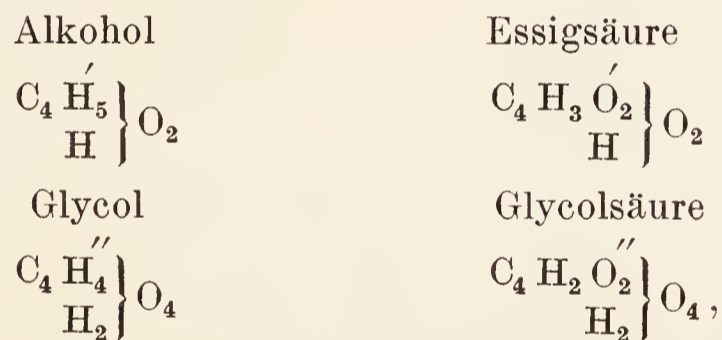 Alkohol Essigsäure
C₄ H₅′ } O₂ C₄ H₃ O₂′ } O₂
H H
Glycol Glycolsäure
C₄ H₄″ } O₄ C₄ H₂ O₂″ } O₄,
H₂ H₂